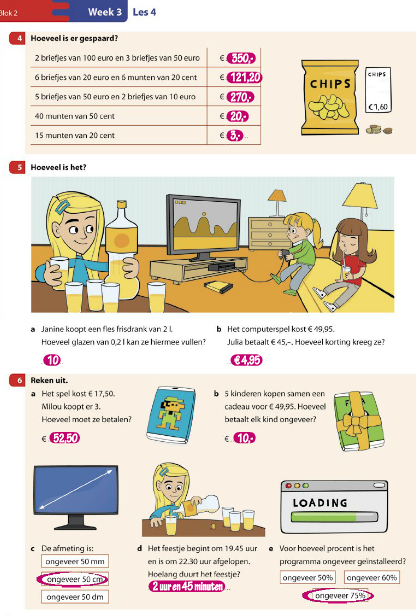 Blok 2
Week 3 Les 4
4 Hoeveel is er gespaard?
2 briefjes van 100 euro en 3 briefjes van 50 euro € 350,-
6 briefjes van 20 euro en 6 munten van 20 cent € 121,20
5 briefjes van 50 euro en 2 briefjes van 10 euro € 270,-
40 munten van 50 cent € 20,-
15 munten van 20 cent € 3,-
CHIPS
CHIPS
€1,60
5 Hoeveel is het?
a Janine koopt een fles frisdrank van 2 l.
Hoeveel glazen van 0,2 l kan ze hiermee vullen?
10
b Het computerspel kost € 49,95.
Julia betaalt € 45,-. Hoeveel korting kreeg ze?
€ 4,95
6 Reken uit.
a Het spel kost € 17,50.
Milou koopt er 3.
Hoeveel moet ze betalen?
€ 52,50
b 5 kinderen kopen samen een
cadeau voor € 49,95. Hoeveel
betaalt elk kind ongeveer?
€ 10,-
LOADING
c De afmeting is:
ongeveer 50 mm
ongeveer 50 cm
ongeveer 50 dm
d Het feestje begint om 19.45 uur
en is om 22.30 uur afgelopen.
Hoelang duurt het feestje?
2 uur en 45 minuten
e Voor hoeveel procent is het
programma ongeveer geïnstalleerd?
ongeveer 50% ongeveer 60%
ongeveer 75%